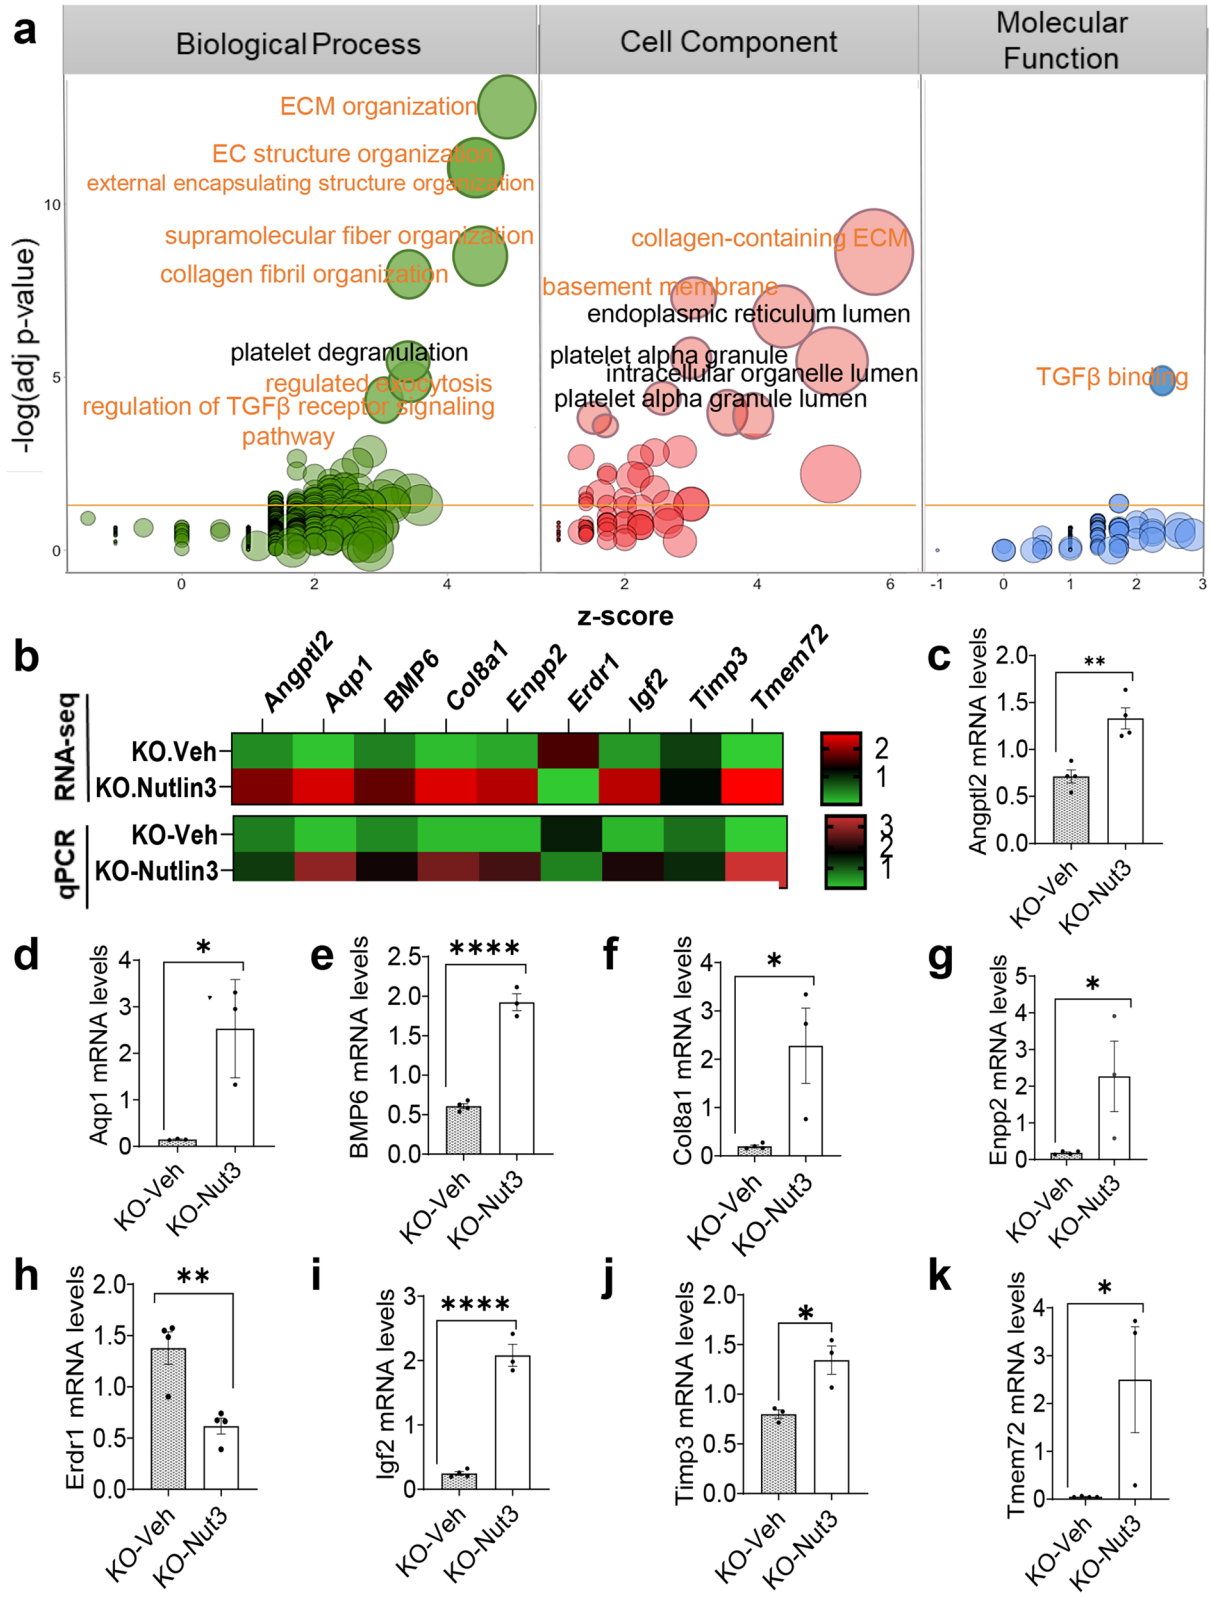 a
Biological Process
Cell Component
Molecular
Function
ECM organization
EC structure organization
external encapsulating structure organization
supramolecular fiber organization
collagen fibril organization
platelet degranulation
regulated exocytosis
regulation of TGFβ receptor signaling
pathway
collagen-containing ECM
basement membrane
endoplasmic reticulum lumen
platelet alpha granule
intracellular organelle lumen
platelet alpha granule lumen
TGFβ binding
-log(adj p-value)
10
5
0
0 2 4
2 4 6
-1 0 1 2 3
z-score
b
Angptl2 Aqp1 BMP6 Col8a1 Enpp2 Erdr1 Igf2 Timp3 Tmem72
RNA-seq
KO.Veh
KO.Nutlin3
2
1
qPCR
KO-Veh
KO-Nutlin3
3
2
1
c
Angptl2 mRNA levels
2.0
1.5
1.0
0.5
0.0
**
KO-Veh
KO-Nut3
d
Aqp1 mRNA levels
4
3
2
1
0
*
KO-Veh
KO-Nut3
e
BMP6 mRNA levels
2.5
2.0
1.5
1.0
0.5
0.0
****
KO-Veh
KO-Nut3
f
Col8a1 mRNA levels
4
3
2
1
0
*
KO-Veh
KO-Nut3
g
Enpp2 mRNA levels
5
4
3
2
1
0
*
KO-Veh
KO-Nut3
h
Erdr1 mRNA levels
2.0
1.5
1.0
0.5
0.0
**
KO-Veh
KO-Nut3
i
Igf2 mRNA levels
3
2
1
0
****
KO-Veh
KO-Nut3
j
Timp3 mRNA levels
2.0
1.5
1.0
0.5
0.0
*
KO-Veh
KO-Nut3
k
Tmem72 mRNA levels
4
3
2
1
0
*
KO-Veh
KO-Nut3